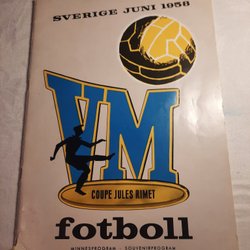 SVERIGE JUNI 1958
VM
COUPE JULES RIMET
fotboll
MINNESPROGRAM · SOUVENIRPROGRAM